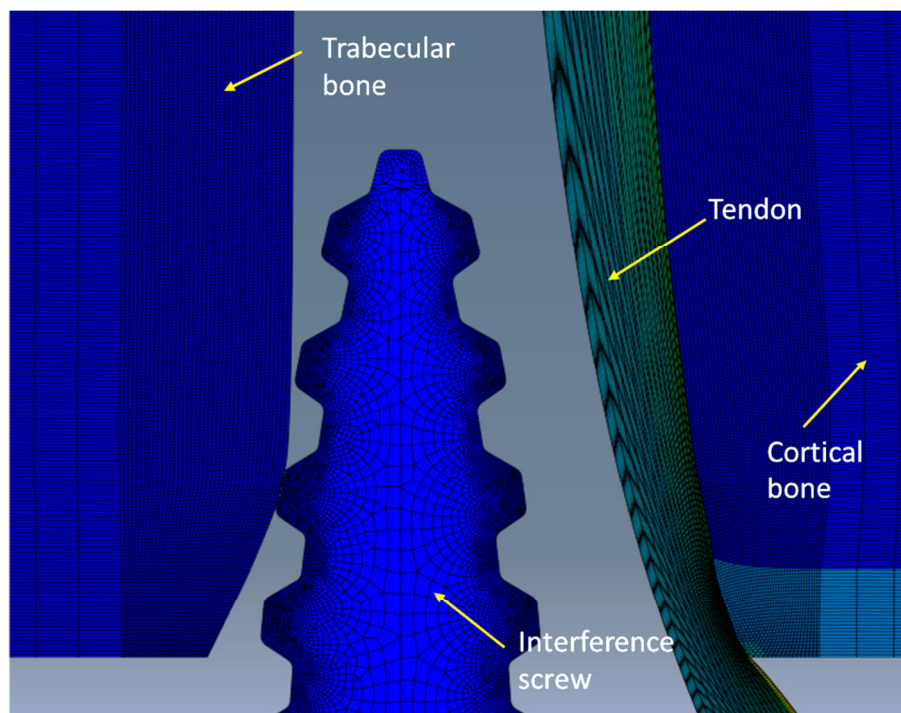 Trabecular
bone
Tendon
Cortical
bone
Interference
screw